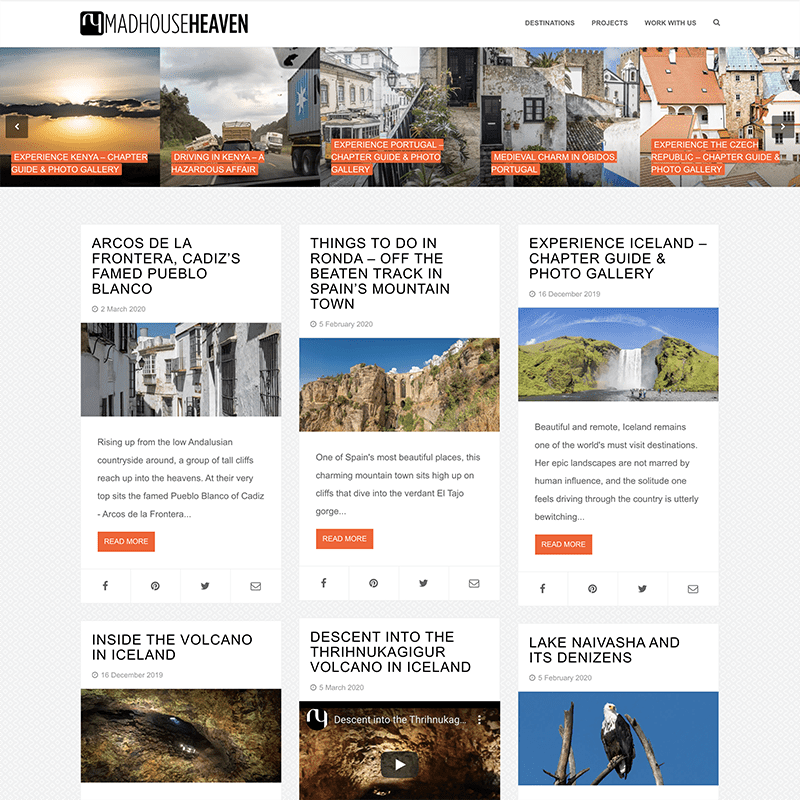 MADHOUSEHEAVEN
DESTINATIONS
PROJECTS
WORK WITH US
EXPERIENCE KENYA – CHAPTER
GUIDE & PHOTO GALLERY
DRIVING IN KENYA – A
HAZARDOUS AFFAIR
EXPERIENCE PORTUGAL –
CHAPTER GUIDE & PHOTO
GALLERY
MEDIEVAL CHARM IN ÓBIDOS,
PORTUGAL
EXPERIENCE THE CZECH
REPUBLIC – CHAPTER GUIDE &
PHOTO GALLERY
ARCOS DE LA
FRONTERA, CADIZ’S
FAMED PUEBLO
BLANCO
2 March 2020
Rising up from the low Andalusian
countryside around, a group of tall cliffs
reach up into the heavens. At their very
top sits the famed Pueblo Blanco of Cadiz
- Arcos de la Frontera...
READ MORE
THINGS TO DO IN
RONDA – OFF THE
BEATEN TRACK IN
SPAIN’S MOUNTAIN
TOWN
5 February 2020
One of Spain's most beautiful places, this
charming mountain town sits high up on
cliffs that dive into the verdant El Tajo
gorge...
READ MORE
EXPERIENCE ICELAND –
CHAPTER GUIDE &
PHOTO GALLERY
16 December 2019
Beautiful and remote, Iceland remains
one of the world's must visit destinations.
Her epic landscapes are not marred by
human influence, and the solitude one
feels driving through the country is utterly
bewitching...
READ MORE
INSIDE THE VOLCANO
IN ICELAND
16 December 2019
DESCENT INTO THE
THRIHNUKAGIGUR
VOLCANO IN ICELAND
5 March 2020
Descent into the Thrihnukag...
LAKE NAIVASHA AND
ITS DENIZENS
5 February 2020